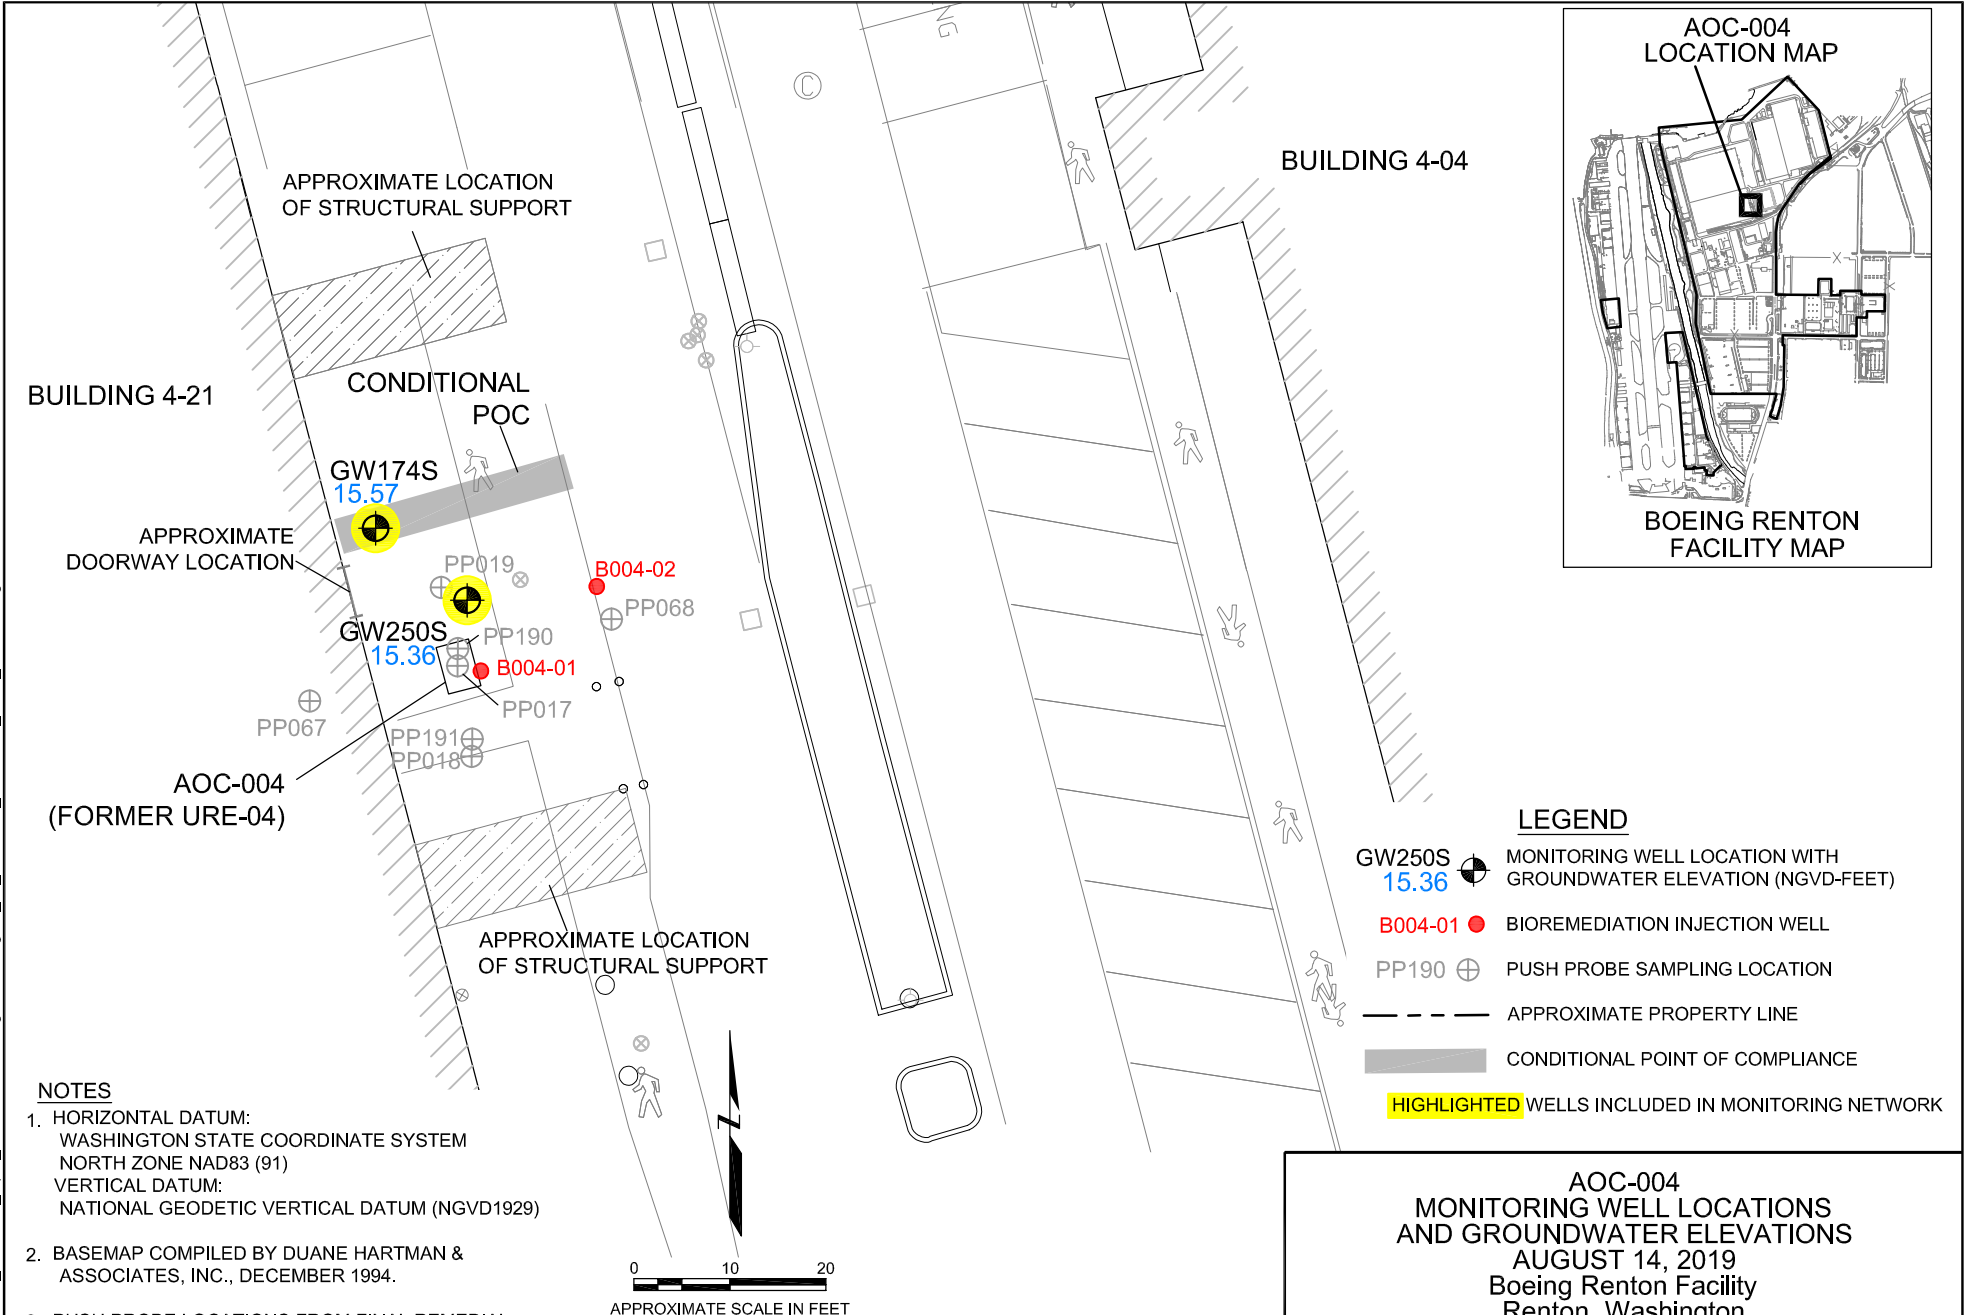 AOC-004
LOCATION MAP
BOEING RENTON
FACILITY MAP
NG
C
BUILDING 4-04
APPROXIMATE LOCATION
OF STRUCTURAL SUPPORT
BUILDING 4-21
CONDITIONAL
POC
GW174S
15.57
APPROXIMATE
DOORWAY LOCATION
PP019
B004-02
PP068
GW250S
15.36
PP190
B004-01
PP017
PP067
PP191
PP018
AOC-004
(FORMER URE-04)
APPROXIMATE LOCATION
OF STRUCTURAL SUPPORT
LEGEND
GW250S
15.36
MONITORING WELL LOCATION WITH
GROUNDWATER ELEVATION (NGVD-FEET)
B004-01 BIOREMEDIATION INJECTION WELL
PP190 PUSH PROBE SAMPLING LOCATION
APPROXIMATE PROPERTY LINE
CONDITIONAL POINT OF COMPLIANCE
HIGHLIGHTED WELLS INCLUDED IN MONITORING NETWORK
NOTES
1. HORIZONTAL DATUM:
WASHINGTON STATE COORDINATE SYSTEM
NORTH ZONE NAD83 (91)
VERTICAL DATUM:
NATIONAL GEODETIC VERTICAL DATUM (NGVD1929)
2. BASEMAP COMPILED BY DUANE HARTMAN &
ASSOCIATES, INC., DECEMBER 1994.
Z
0 10 20
APPROXIMATE SCALE IN FEET
AOC-004
MONITORING WELL LOCATIONS
AND GROUNDWATER ELEVATIONS
AUGUST 14, 2019
Boeing Renton Facility
Renton, Washington